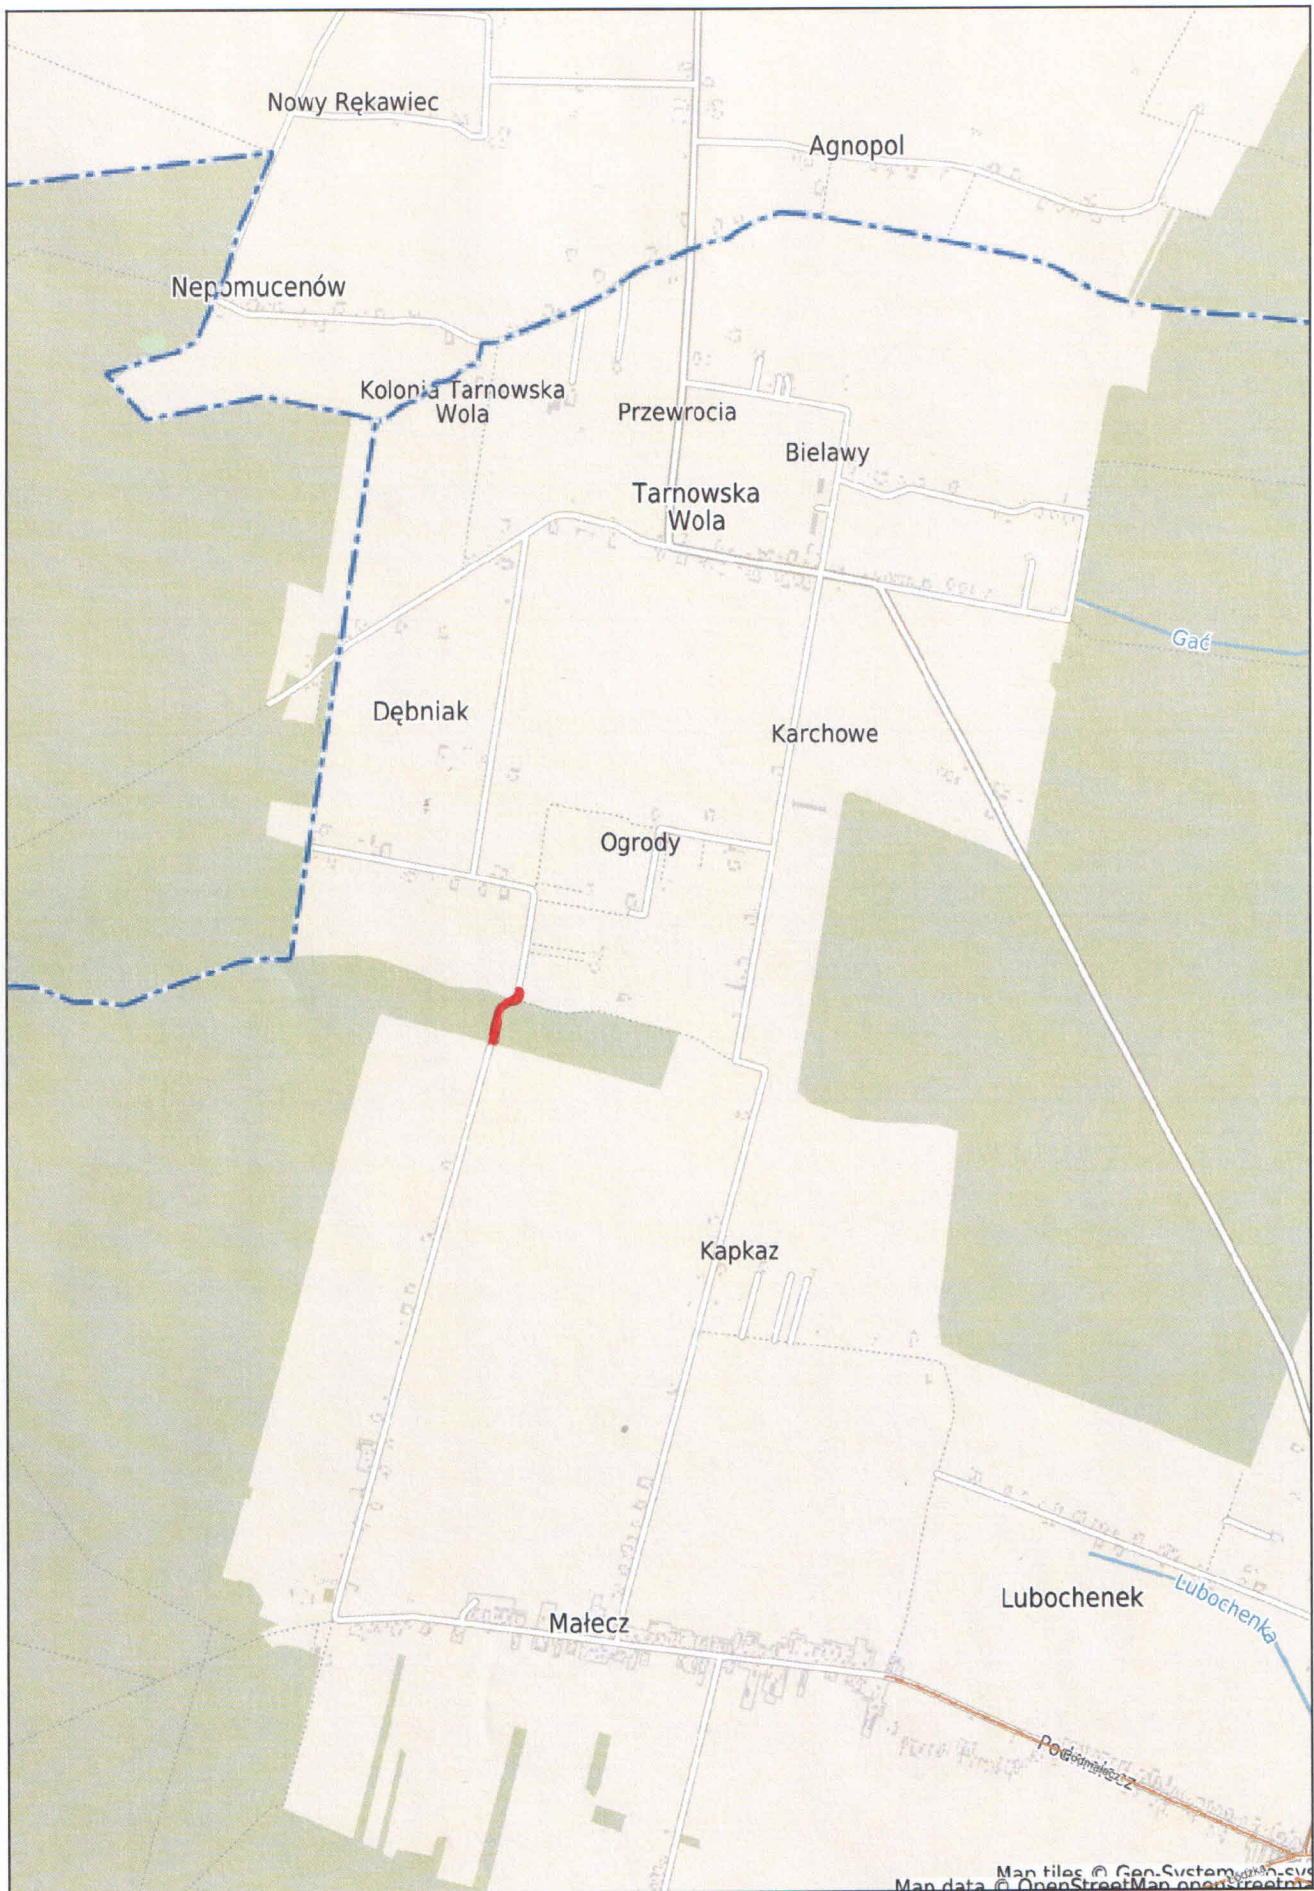 Nowy Rękawiec
Agnopol
Nepomucenów
Kolonia Tarnowska
Wola
Przewrocia
Bielawy
Tarnowska
Wola
Gać
Dębniak
Karchowe
Ogrody
Kapkaz
Lubochenek
Lubochenka
Małecz
Map tiles © Geo-System
Map data © OpenStreetMap